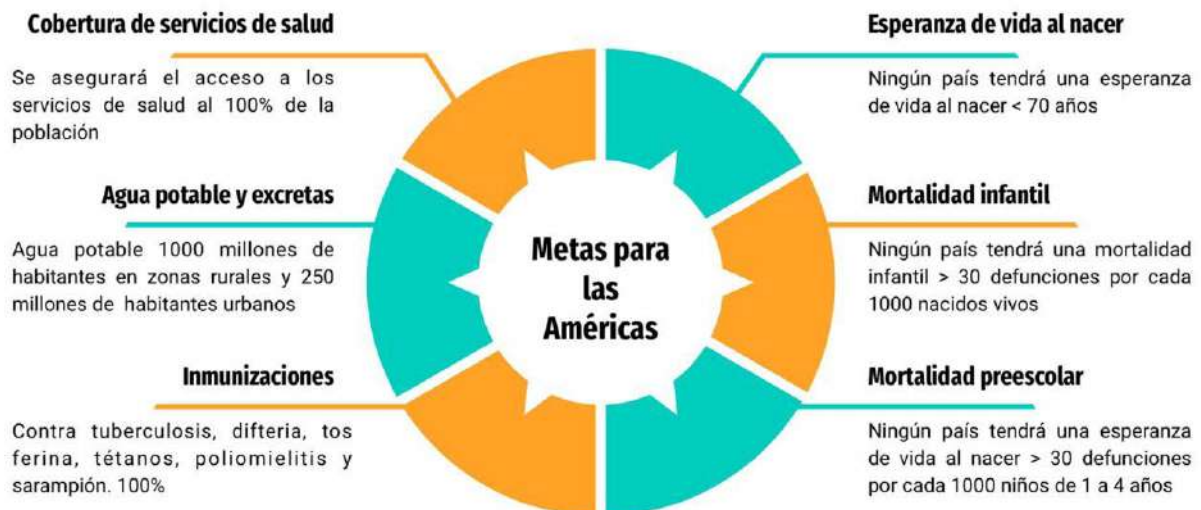 Cobertura de servicios de salud
Se asegurará el acceso a los
servicios de salud al 100% de la
población
Agua potable y excretas
Agua potable 1000 millones de
habitantes en zonas rurales y 250
millones de habitantes urbanos
Inmunizaciones
Contra tuberculosis, difteria, tos
ferina, tétanos, poliomielitis y
sarampión. 100%
Metas para
las
Américas
Esperanza de vida al nacer
Ningún país tendrá una esperanza
de vida al nacer < 70 años
Mortalidad infantil
Ningún país tendrá una mortalidad
infantil > 30 defunciones por cada
1000 nacidos vivos
Mortalidad preescolar
Ningún país tendrá una esperanza
de vida al nacer > 30 defunciones
por cada 1000 niños de 1 a 4 años